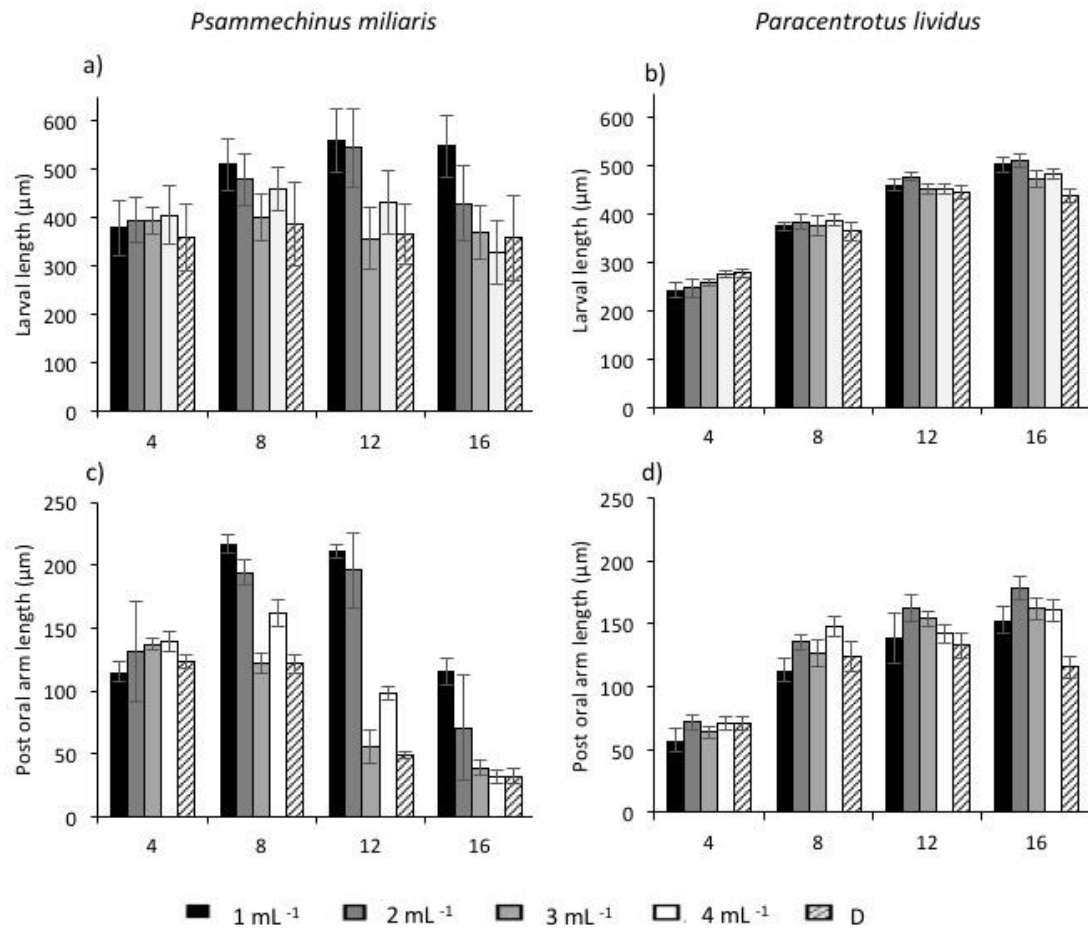 Psammechinus miliaris
Paracentrotus lividus
a)
Larval length (µm)
600
500
400
300
200
100
0
4 8 12 16
b)
Larval length (µm)
600
500
400
300
200
100
0
4 8 12 16
c)
Post oral arm length (µm)
250
200
150
100
50
0
4 8 12 16
d)
Post oral arm length (µm)
250
200
150
100
50
0
4 8 12 16
1 mL⁻¹ 2 mL⁻¹ 3 mL⁻¹ 4 mL⁻¹ D